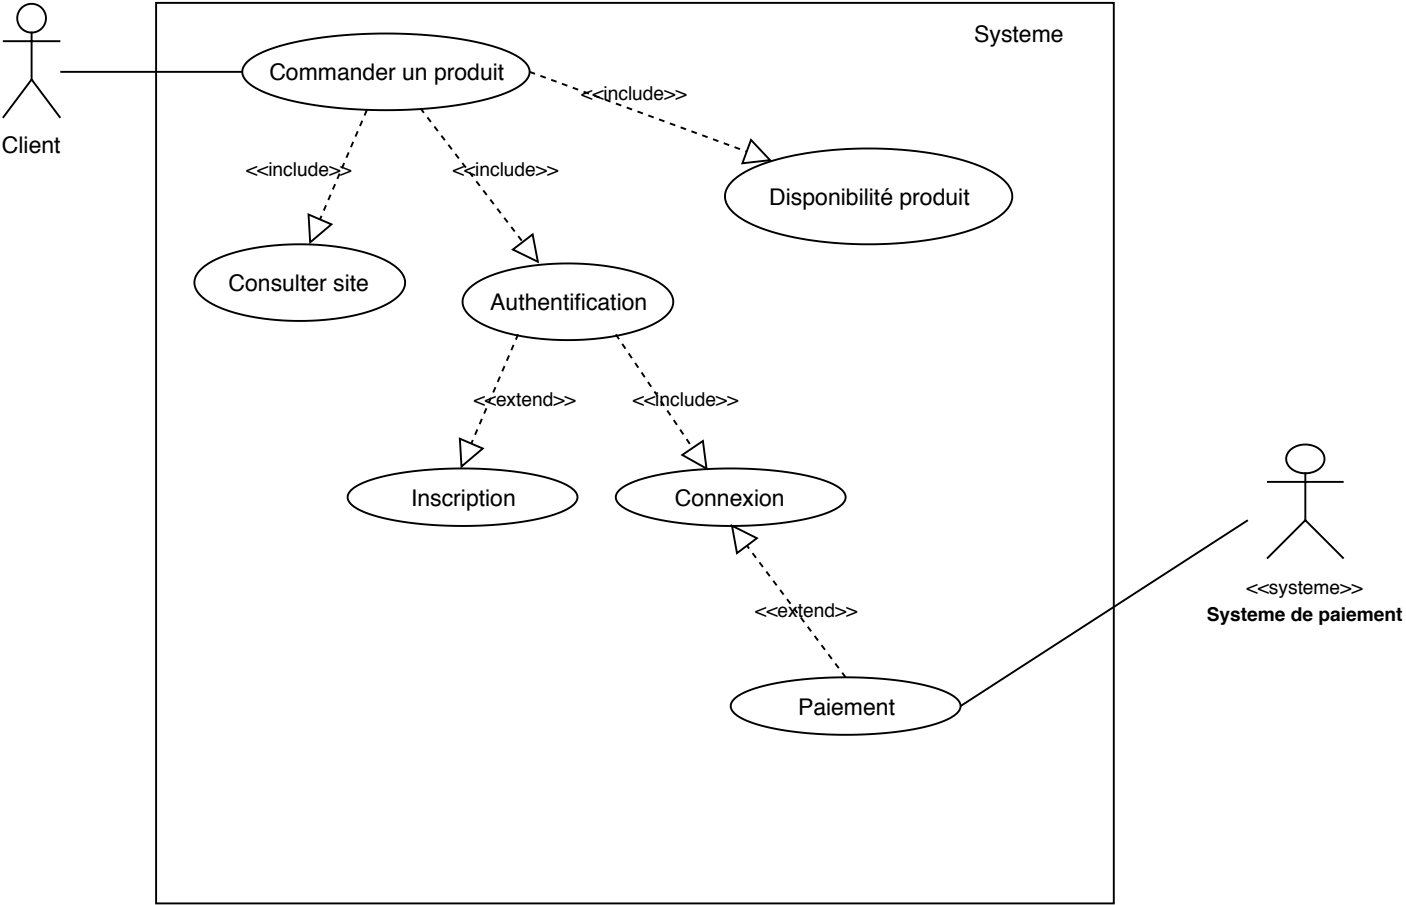 Systeme
Commander un produit
<<include>>
Client
<<include>>
<<include>>
Disponibilité produit
Consulter site
Authentification
<<extend>>
<<include>>
Inscription
Connexion
<<systeme>>
Systeme de paiement
<<extend>>
Paiement